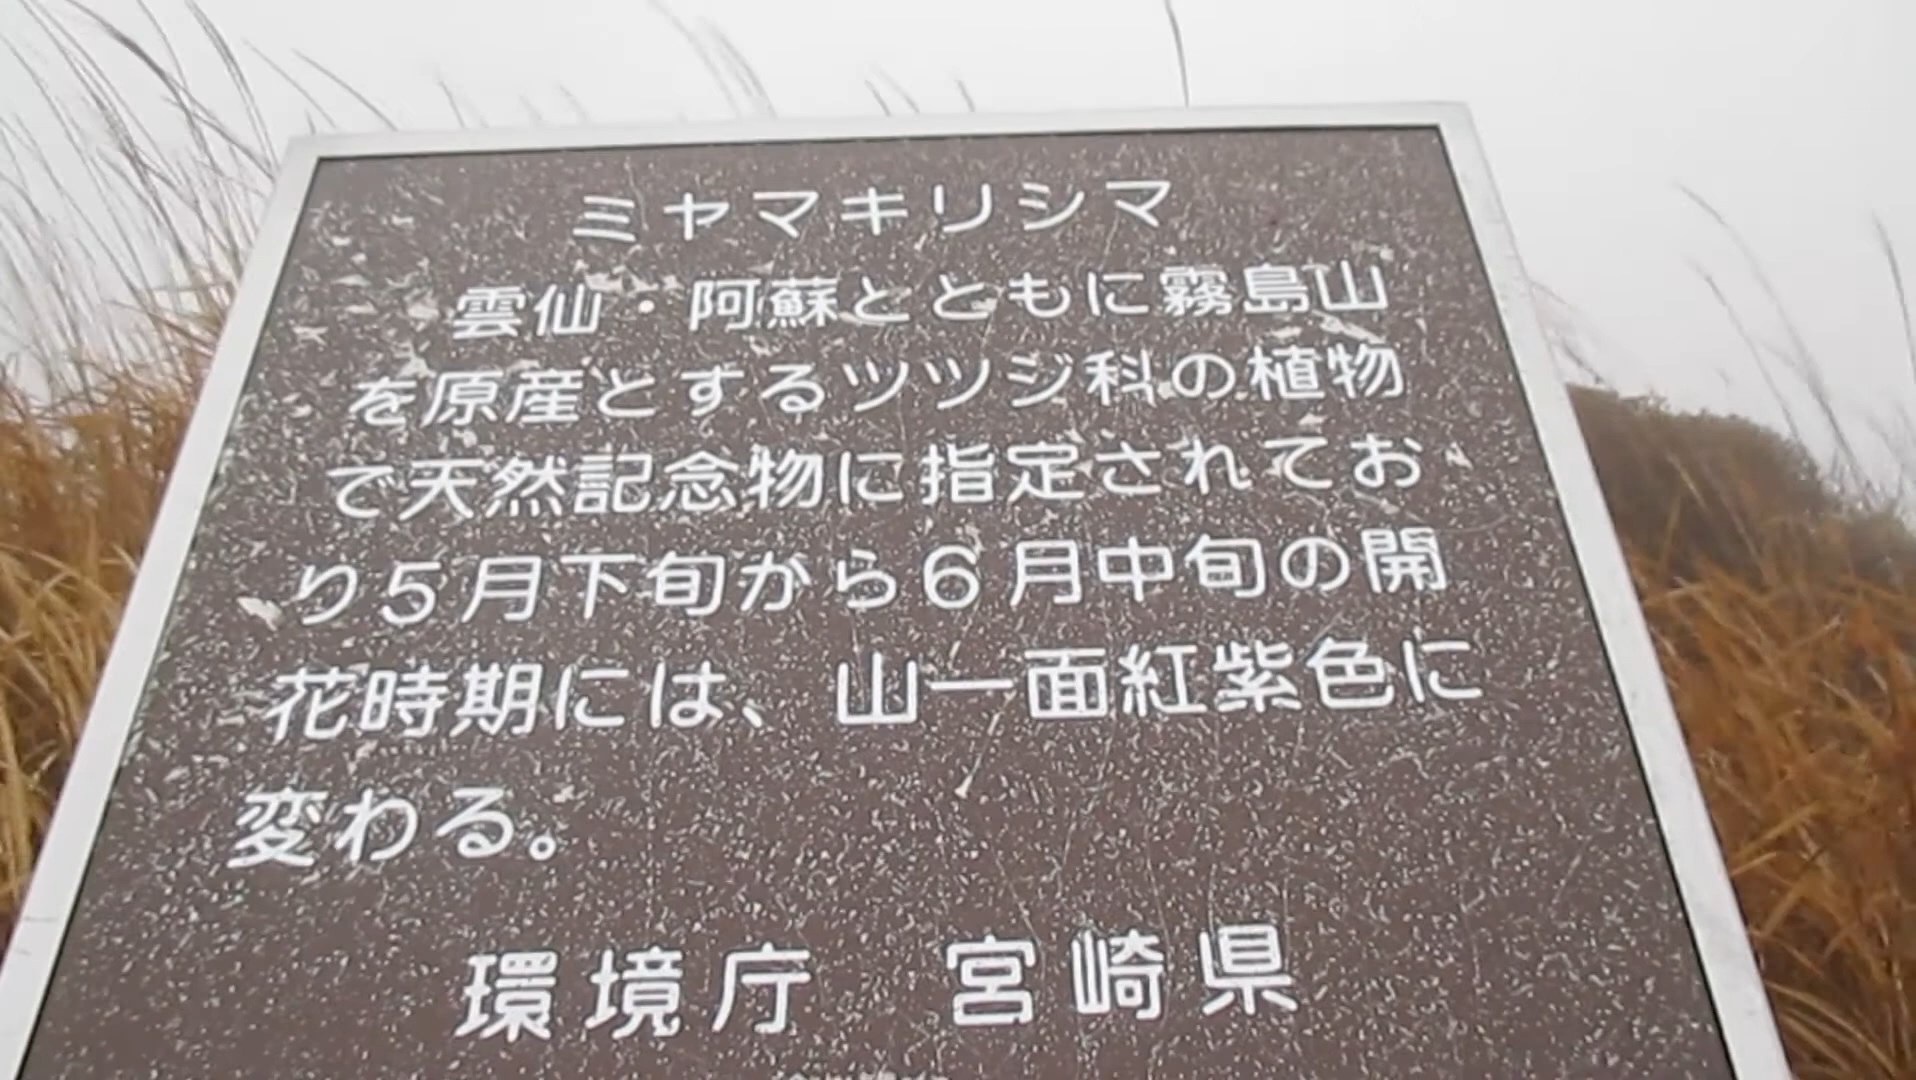 ミヤマキリシマ
雲仙・阿蘇とともに霧島山
を原産とするツツジ科の植物
で天然記念物に指定されてお
り5月下旬から6月中旬の開
花時期には、山一面紅紫色に
変わる。
環境庁 宮崎県